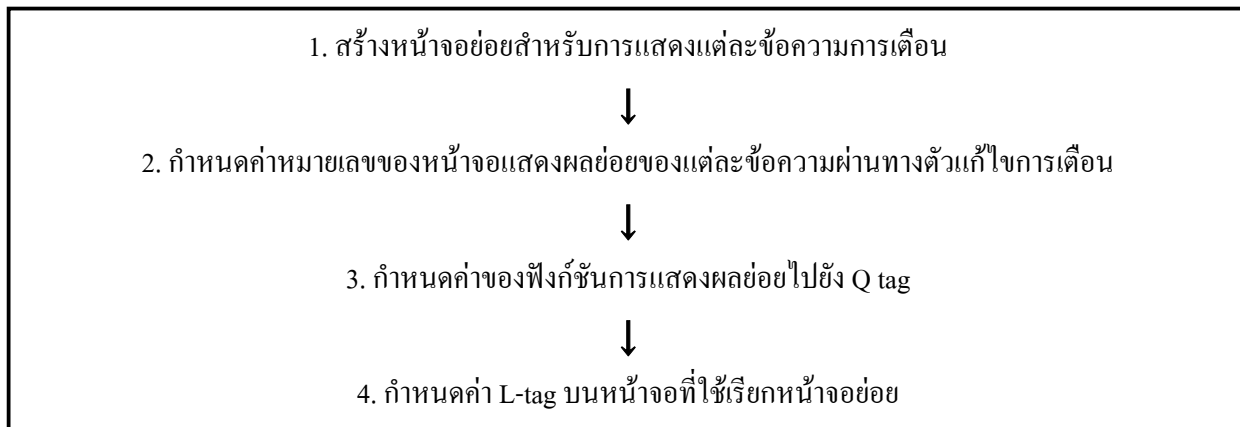 1. สร้างหน้าจอย่อยสำหรับการแสดงแต่ละข้อความการเตือน
2. กำหนดค่าหมายเลขของหน้าจอแสดงผลย่อยของแต่ละข้อความผ่านทางตัวแก้ไขการเตือน
3. กำหนดค่าของฟังก์ชันการแสดงผลย่อยไปยัง Q tag
4. กำหนดค่า L-tag บนหน้าจอที่ใช้เรียกหน้าจอย่อย